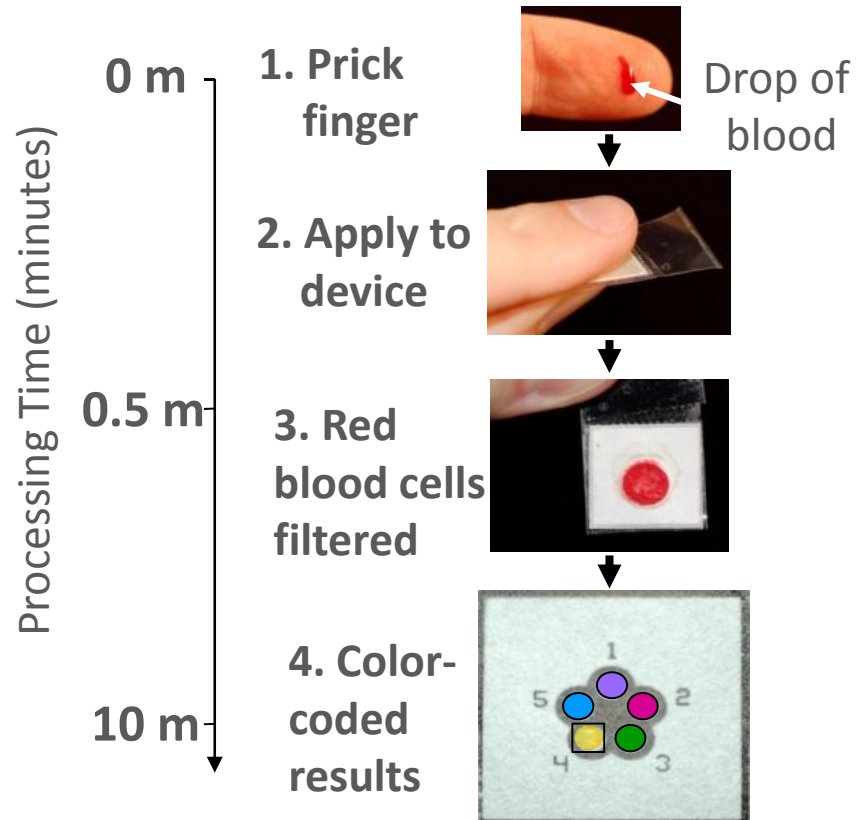 0 m
1. Prick
finger
Drop of
blood
Processing Time (minutes)
2. Apply to
device
0.5 m
3. Red
blood cells
filtered
4. Color-
coded
results
10 m
1
5
2
4
3